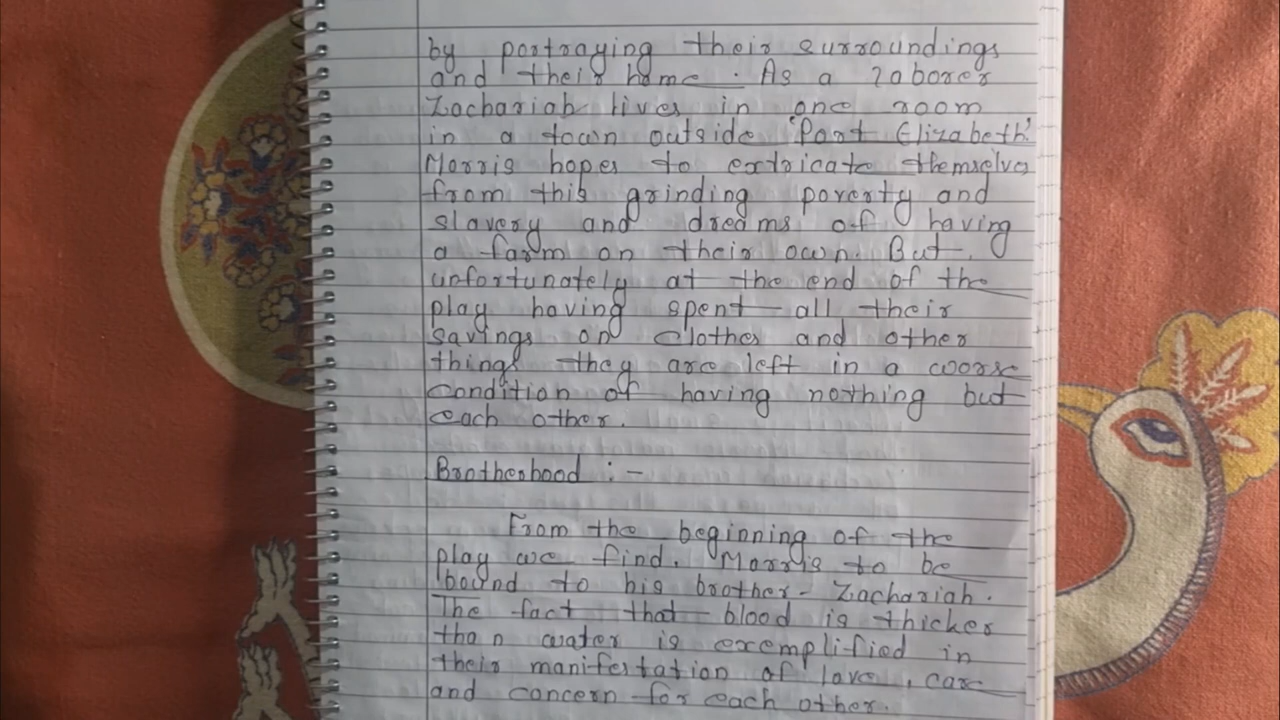 by portraying their surroundings
and their home. As a laborer
Zachariah lives in one room
in a town outside 'Port Elizabeth'.
Morris hopes to extricate themselves
from this grinding poverty and
slavery and dreams of having
a farm on their own. But,
unfortunately at the end of the
play having spent all their
savings on clothes and other
things they are left in a worse
condition of having nothing but
each other.
Brotherhood :-
From the beginning of the
play we find. Morris to be
bound to his brother - Zachariah.
The fact that blood is thicker
than water is exemplified in
their manifestation of love, care
and concern for each other.